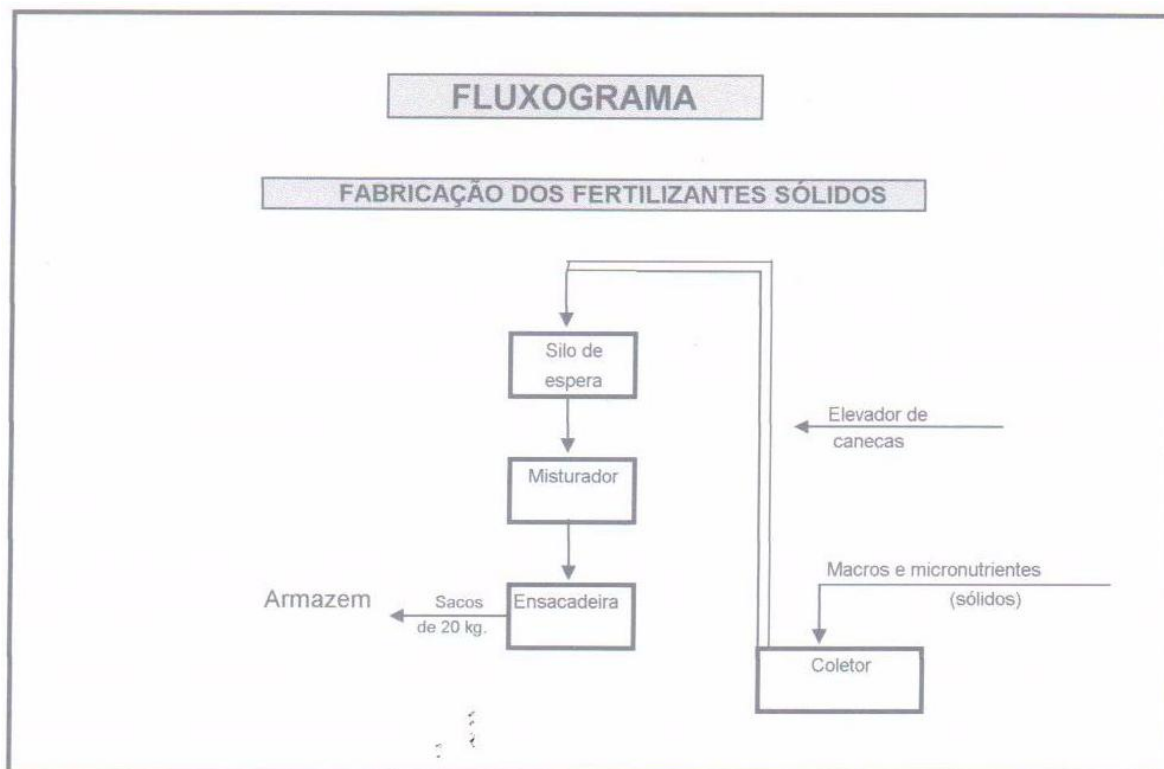 FLUXOGRAMA
FABRICAÇÃO DOS FERTILIZANTES SÓLIDOS
Silo de
espera
Elevador de
canecas
Misturador
Macros e micronutrientes
(sólidos)
Armazem
Sacos
de 20 kg.
Ensacadeira
Coletor